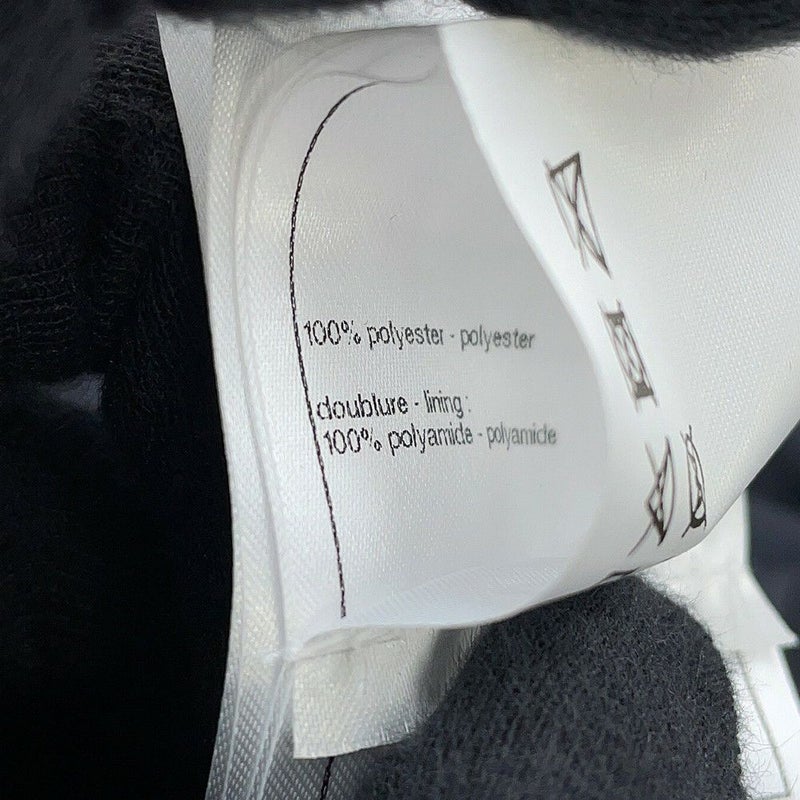 100% polyester - polyester
doublure - lining :
100% polyamide - polyamide